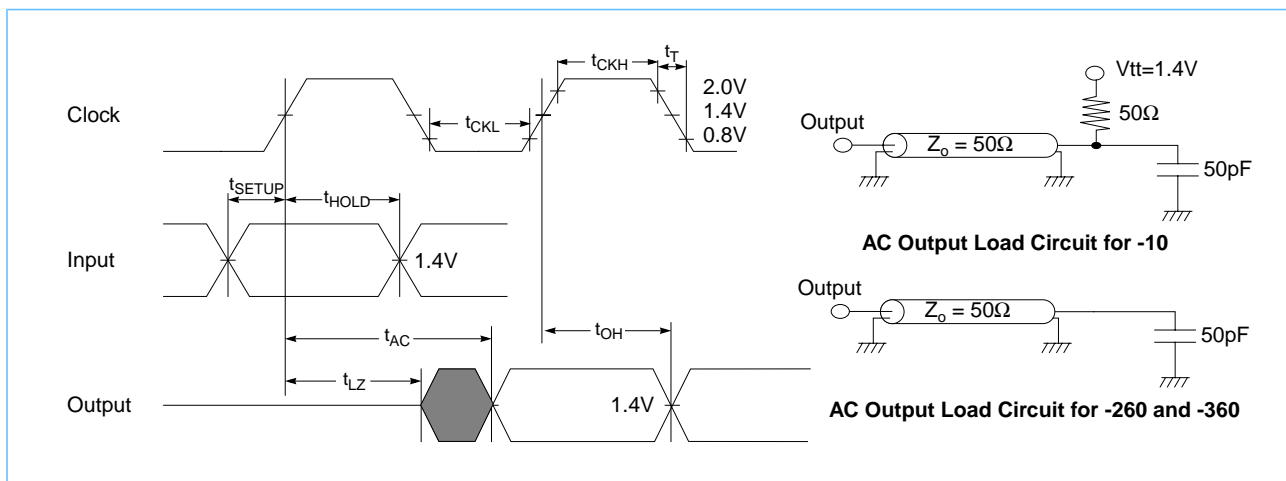 Clock
tCKH
tT
2.0V
1.4V
0.8V
tCKL
tSETUP
tHOLD
Input
1.4V
tAC
tOH
tLZ
Output
1.4V
Vtt=1.4V
50Ω
Output
Zo = 50Ω
50pF
AC Output Load Circuit for -10
Output
Zo = 50Ω
50pF
AC Output Load Circuit for -260 and -360